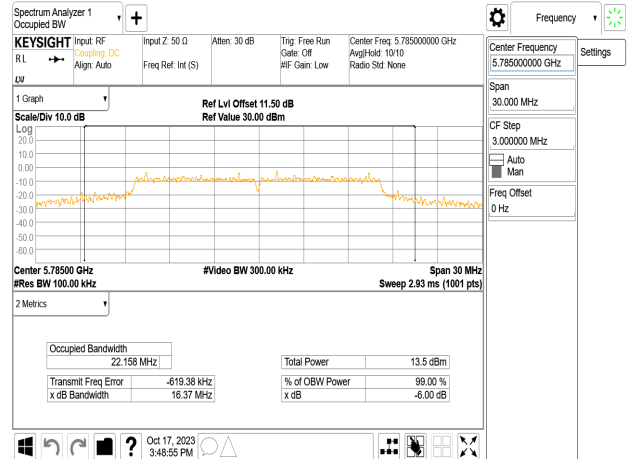 Spectrum Analyzer 1
Occupied BW
Frequency
KEYSIGHT
R L
LXI
Input: RF
Coupling: DC
Align: Auto
Input Z: 50 Ω
Freq Ref: Int (S)
Atten: 30 dB
Trig: Free Run
Gate: Off
#IF Gain: Low
Center Freq: 5.785000000 GHz
Avg|Hold: 10/10
Radio Std: None
Center Frequency
5.785000000 GHz
Settings
Span
30.000 MHz
CF Step
3.000000 MHz
Auto
Man
Freq Offset
0 Hz
1 Graph
Scale/Div 10.0 dB
Ref Lvl Offset 11.50 dB
Ref Value 30.00 dBm
Log
20.0
10.0
0.00
-10.0
-20.0
-30.0
-40.0
-50.0
-60.0
Center 5.78500 GHz
#Video BW 300.00 kHz
Span 30 MHz
#Res BW 100.00 kHz
Sweep 2.93 ms (1001 pts)
2 Metrics
Occupied Bandwidth
22.158 MHz
Total Power 13.5 dBm
Transmit Freq Error -619.38 kHz
% of OBW Power 99.00 %
x dB Bandwidth 16.37 MHz
x dB -6.00 dB
?
Oct 17, 2023
3:48:55 PM